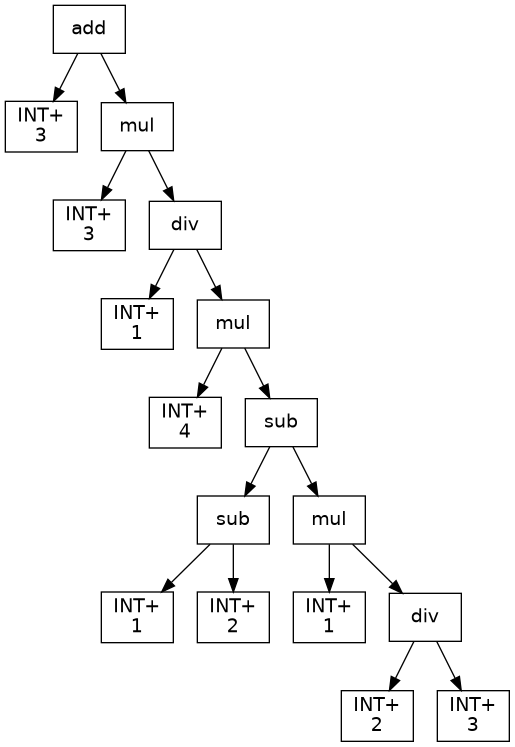 add
INT+
3
mul
INT+
3
div
INT+
1
mul
INT+
4
sub
sub
mul
INT+
1
INT+
2
INT+
1
div
INT+
2
INT+
3